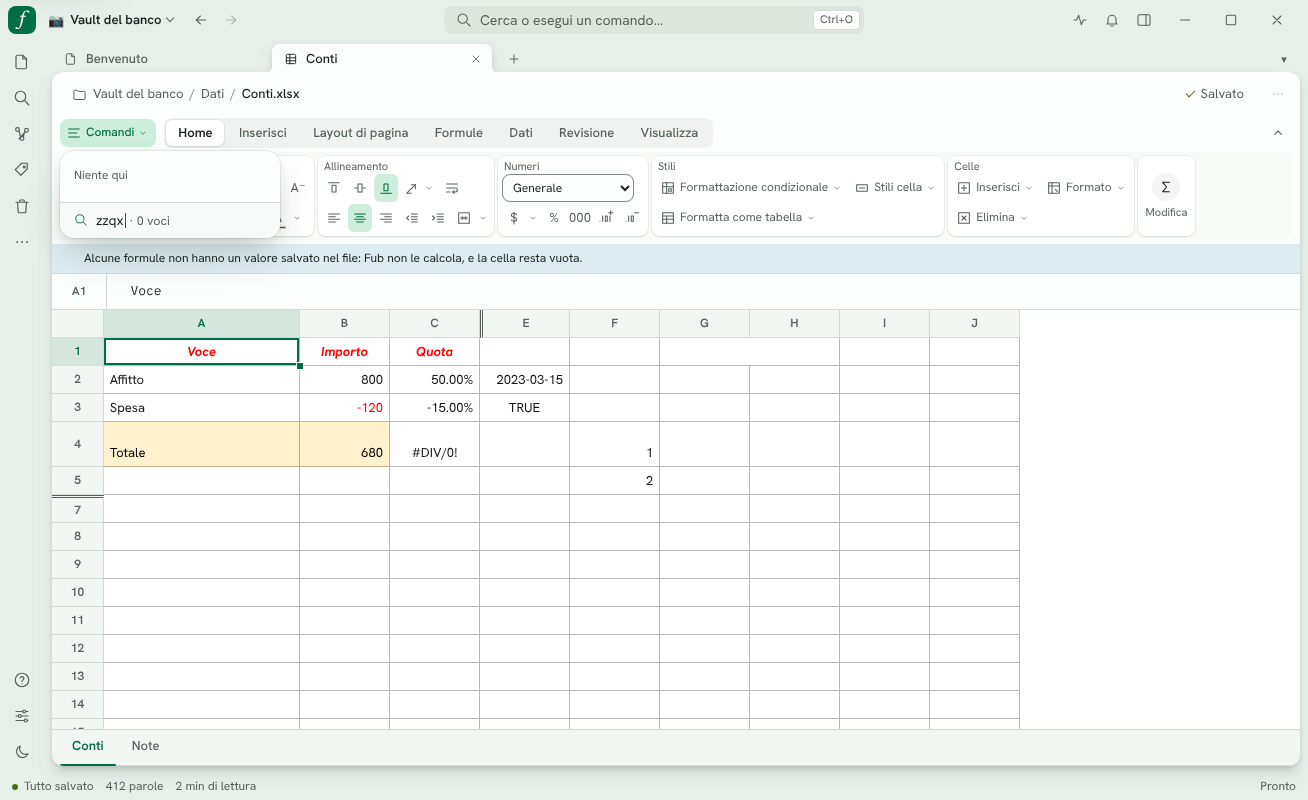 f Vault del banco Cerca o esegui un comando... Ctrl+O
Benvenuto Conti
Vault del banco / Dati / Conti.xlsx Salvato
Comandi Home Inserisci Layout di pagina Formule Dati Revisione Visualizza
Niente qui
zzqx · 0 voci
A
Allineamento
Numeri
Generale
$ % 000
Stili
Formattazione condizionale Stili cella
Formatta come tabella
Celle
Inserisci Formato
Elimina
Σ
Modifica
Alcune formule non hanno un valore salvato nel file: Fub non le calcola, e la cella resta vuota.
A1 Voce
A B C E F G H I J
1 Voce Importo Quota
2 Affitto 800 50.00% 2023-03-15
3 Spesa -120 -15.00% TRUE
4 Totale 680 #DIV/0! 1
5 2
7
8
9
10
11
12
13
14
Conti Note
Tutto salvato 412 parole 2 min di lettura Pronto